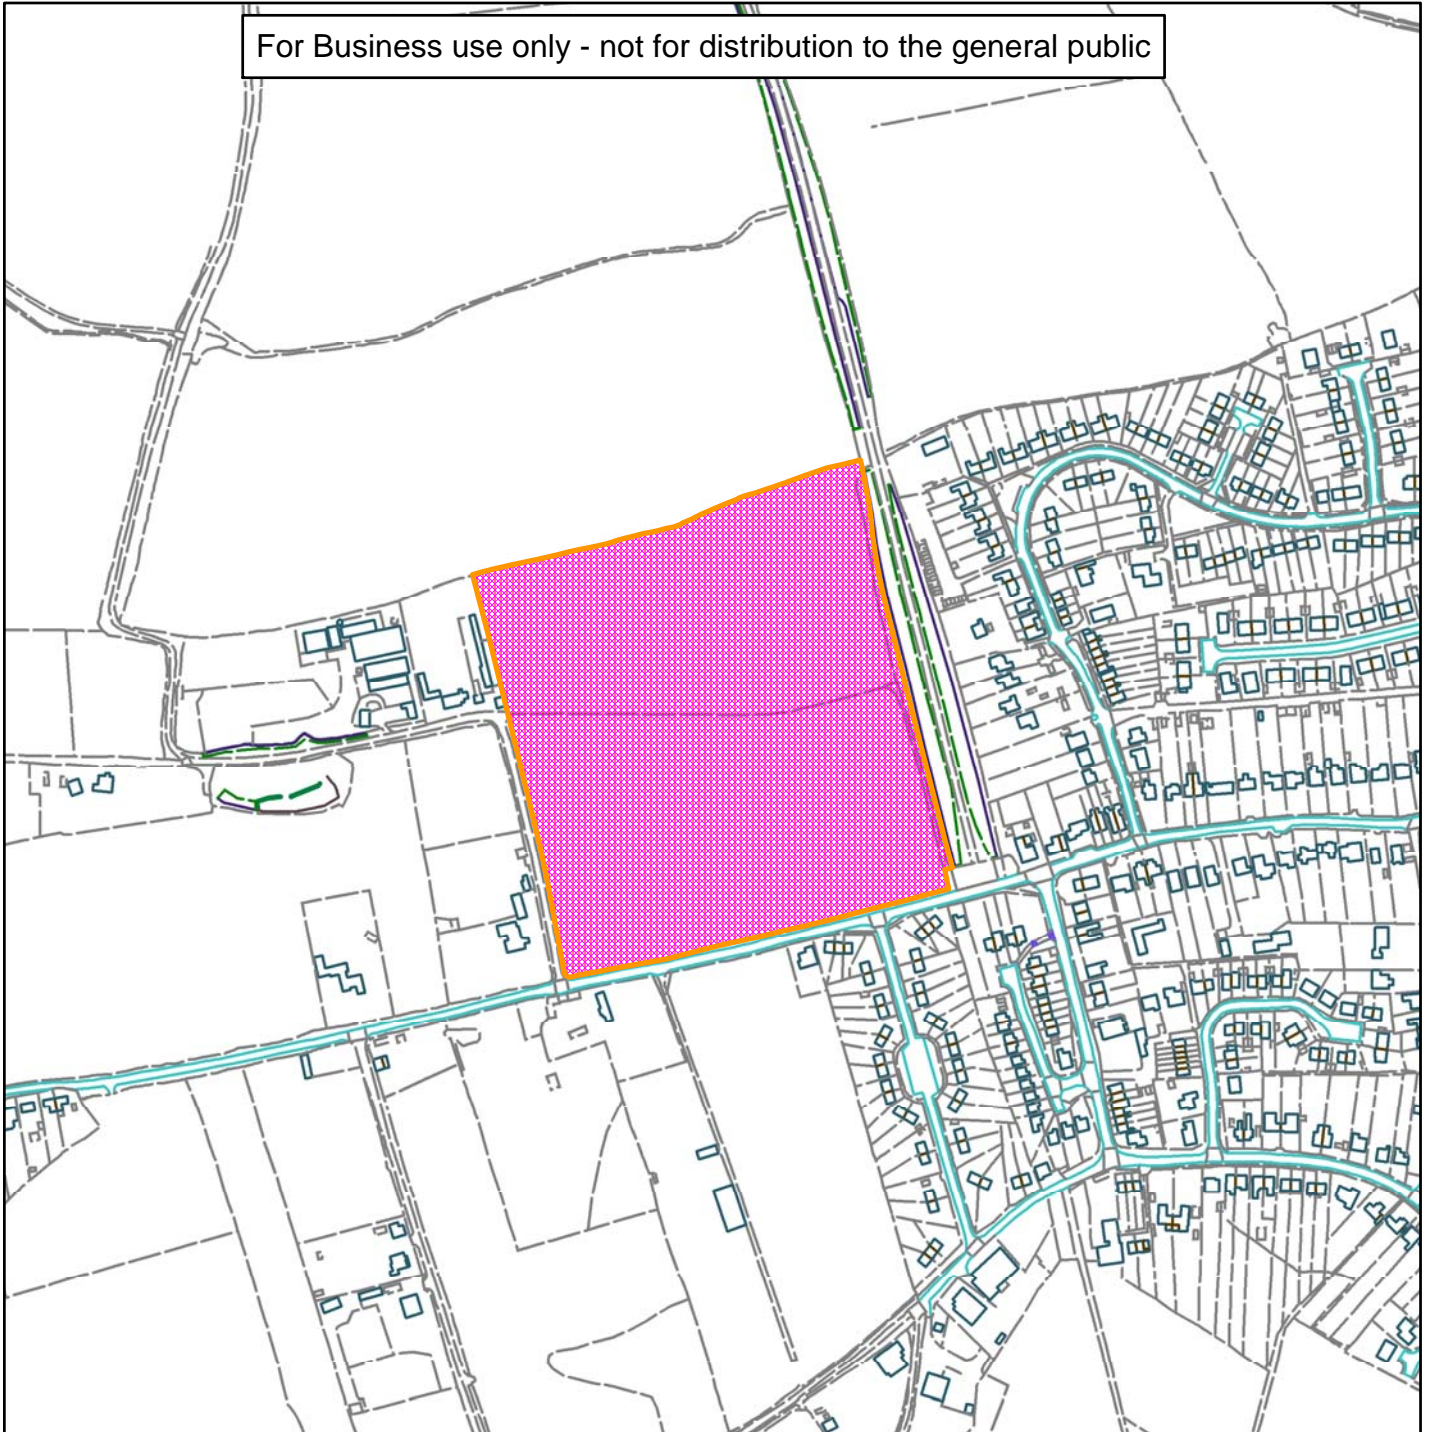 For Business use only - not for distribution to the general public